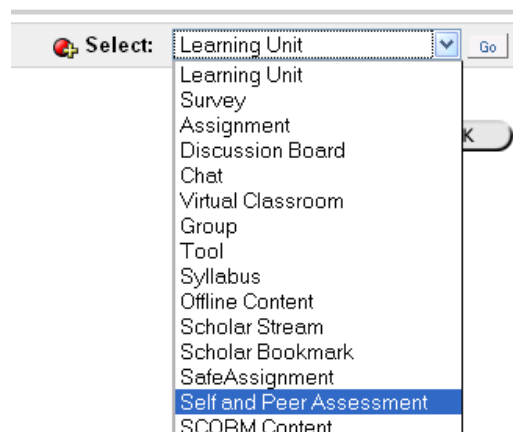 Select: Learning Unit Go
Learning Unit
Survey
Assignment
Discussion Board
K
Chat
Virtual Classroom
Group
Tool
Syllabus
Offline Content
Scholar Stream
Scholar Bookmark
SafeAssignment
Self and Peer Assessment
SCORM Content